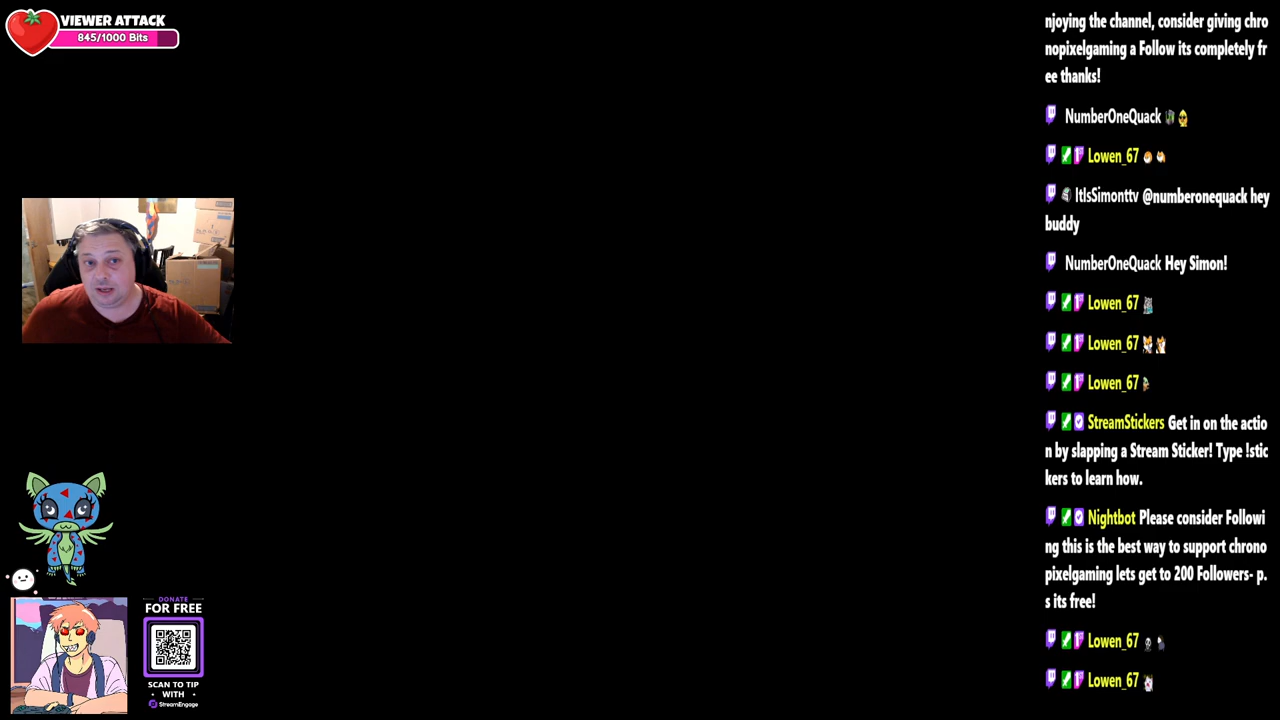 VIEWER ATTACK
845/1000 Bits
njoying the channel, consider giving chro
nopixelgaming a Follow its completely fr
ee thanks!
NumberOneQuack
Lowen_67
ItIsSimonttv @numberonequack hey
buddy
NumberOneQuack Hey Simon!
Lowen_67
Lowen_67
Lowen_67
StreamStickers Get in on the actio
n by slapping a Stream Sticker! Type !stic
kers to learn how.
Nightbot Please consider Followi
ng this is the best way to support chrono
pixelgaming lets get to 200 Followers- p.
s its free!
Lowen_67
Lowen_67
DONATE
FOR FREE
SCAN TO TIP
• WITH •
StreamEngage